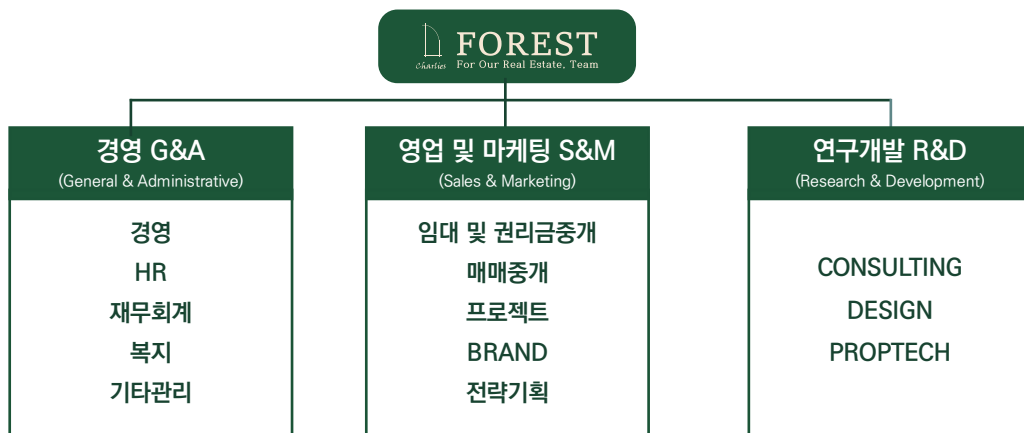 Charlies
FOREST
For Our Real Estate, Team
경영 G&A
(General & Administrative)
경영
HR
재무회계
복지
기타관리
영업 및 마케팅 S&M
(Sales & Marketing)
임대 및 권리금중개
매매중개
프로젝트
BRAND
전략기획
연구개발 R&D
(Research & Development)
CONSULTING
DESIGN
PROPTECH